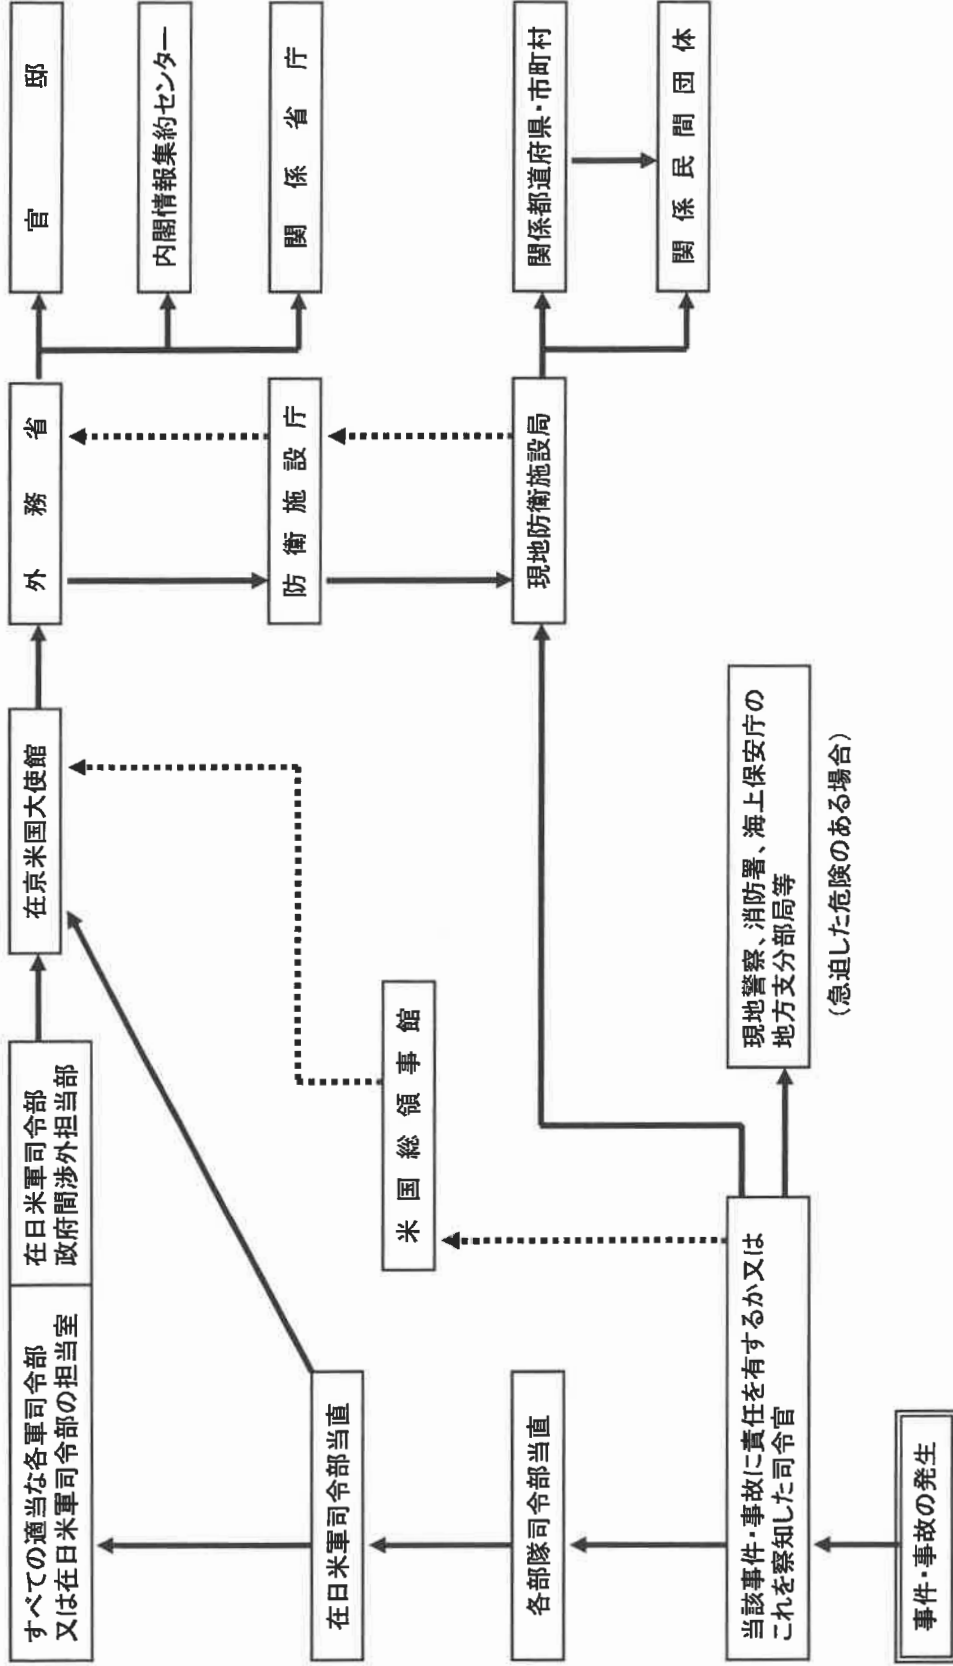 すべての適当な各軍司令部
又は在日米軍司令部の担当室
在日米軍司令部
政府間渉外担当部
在京米国大使館
外務省
官邸
内閣情報集約センター
関係省庁
在日米軍司令部当直
防衛施設庁
米国総領事館
各部隊司令部当直
現地防衛施設局
関係都道府県・市町村
関係民間団体
当該事件・事故に責任を有するか又は
これを察知した司令官
現地警察、消防署、海上保安庁の
地方支分部局等
(急迫した危険のある場合)
事件・事故の発生